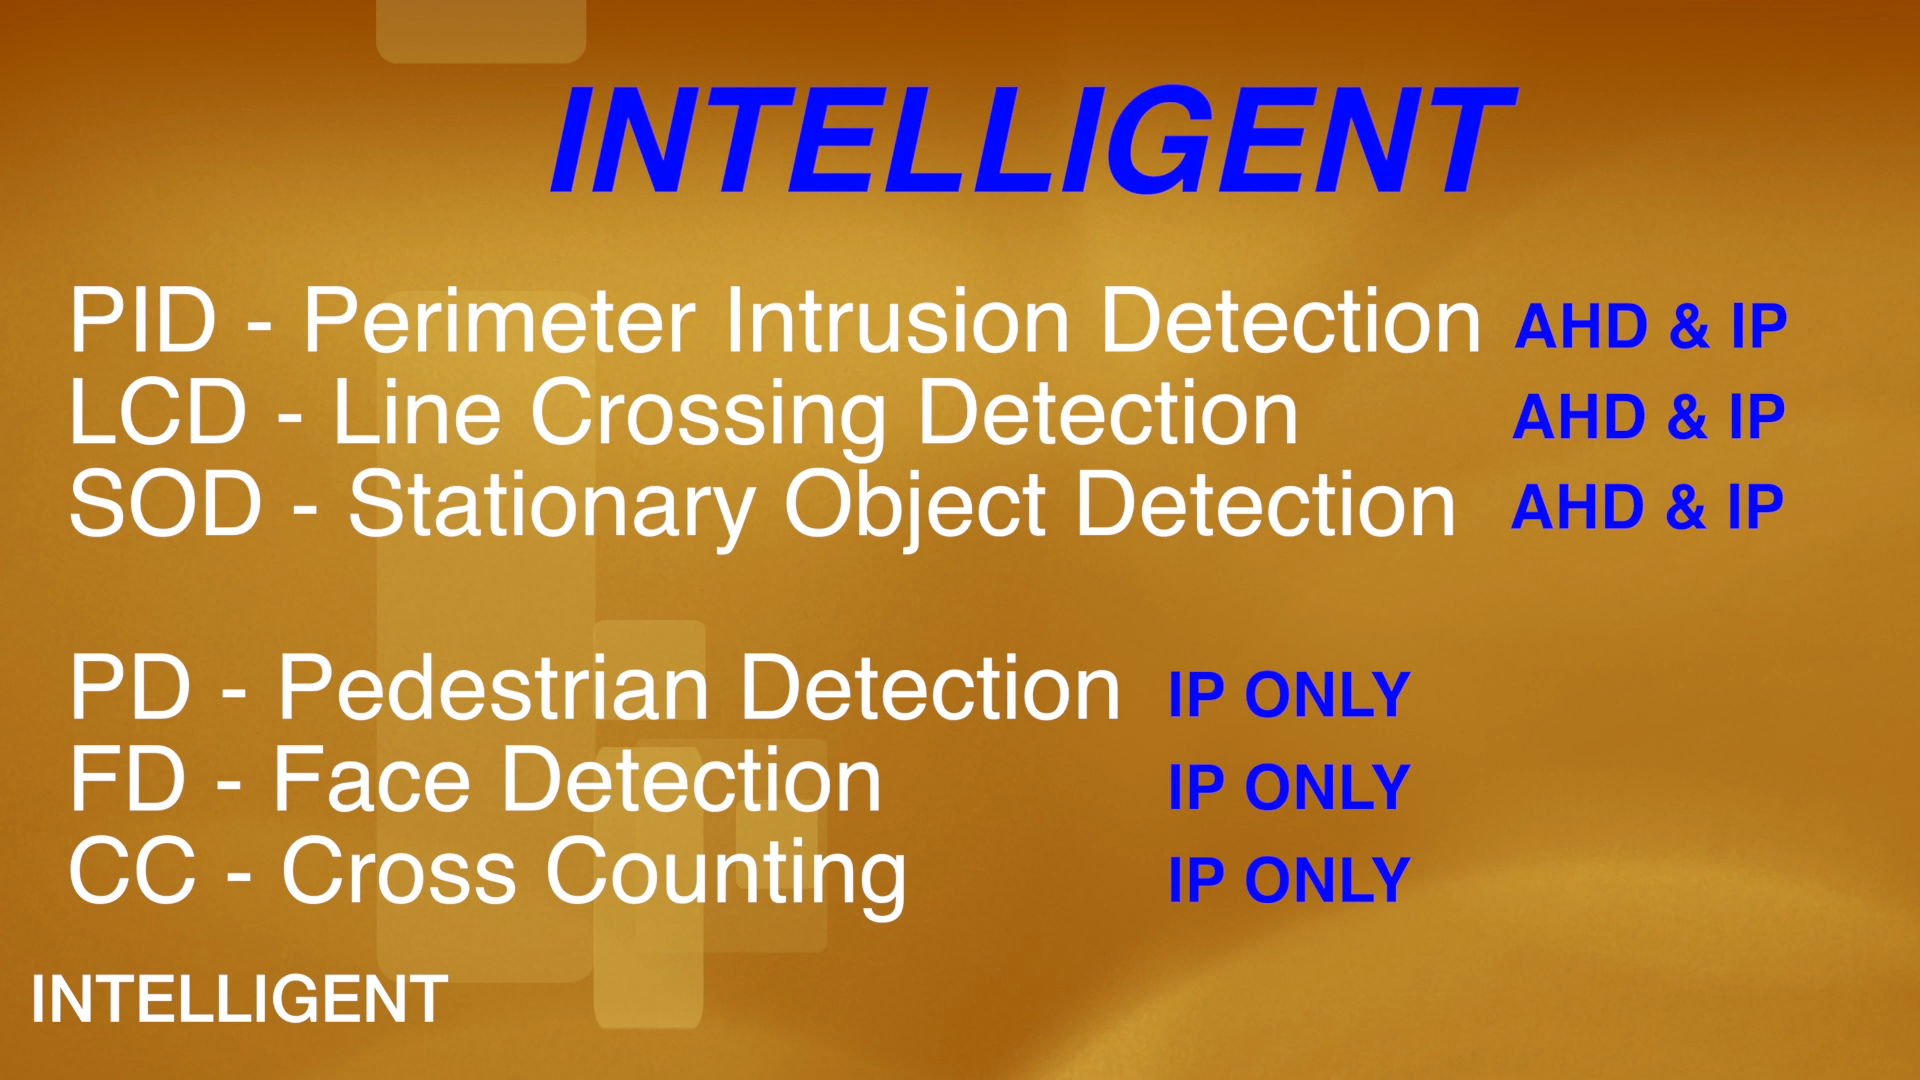 INTELLIGENT
PID - Perimeter Intrusion Detection AHD & IP
LCD - Line Crossing Detection AHD & IP
SOD - Stationary Object Detection AHD & IP
PD - Pedestrian Detection IP ONLY
FD - Face Detection IP ONLY
CC - Cross Counting IP ONLY
INTELLIGENT